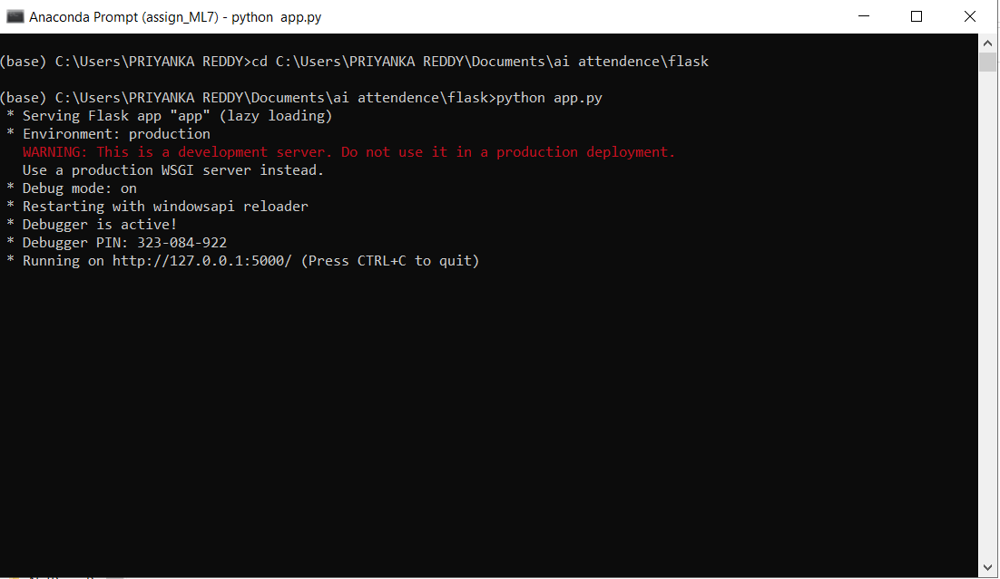 Anaconda Prompt (assign_ML7) - python  app.py
(base) C:\Users\PRIYANKA REDDY>cd C:\Users\PRIYANKA REDDY\Documents\ai attendence\flask
(base) C:\Users\PRIYANKA REDDY\Documents\ai attendence\flask>python app.py
 * Serving Flask app "app" (lazy loading)
 * Environment: production
   WARNING: This is a development server. Do not use it in a production deployment.
   Use a production WSGI server instead.
 * Debug mode: on
 * Restarting with windowsapi reloader
 * Debugger is active!
 * Debugger PIN: 323-084-922
 * Running on http://127.0.0.1:5000/ (Press CTRL+C to quit)